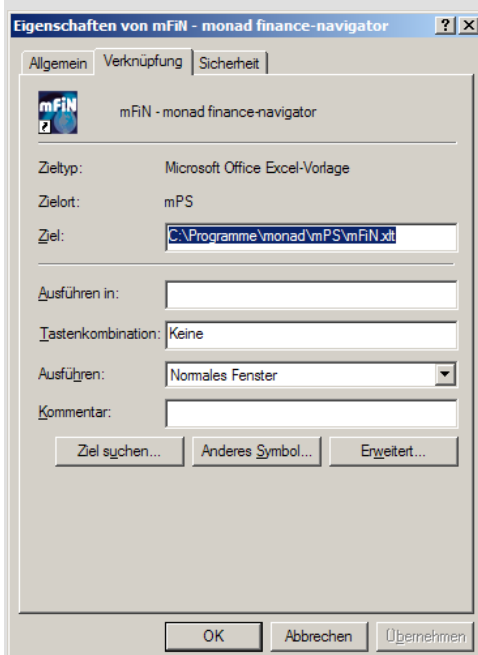 Eigenschaften von mFiN - monad finance-navigator
Allgemein Verknüpfung Sicherheit
mFiN
mFiN - monad finance-navigator
Zieltyp: Microsoft Office Excel-Vorlage
Zielort: mPS
Ziel: C:\Programme\monad\mPS\mFiN.xlt
Ausführen in:
Tastenkombination: Keine
Ausführen: Normales Fenster
Kommentar:
Ziel suchen... Anderes Symbol... Erweitert...
OK Abbrechen Übernehmen